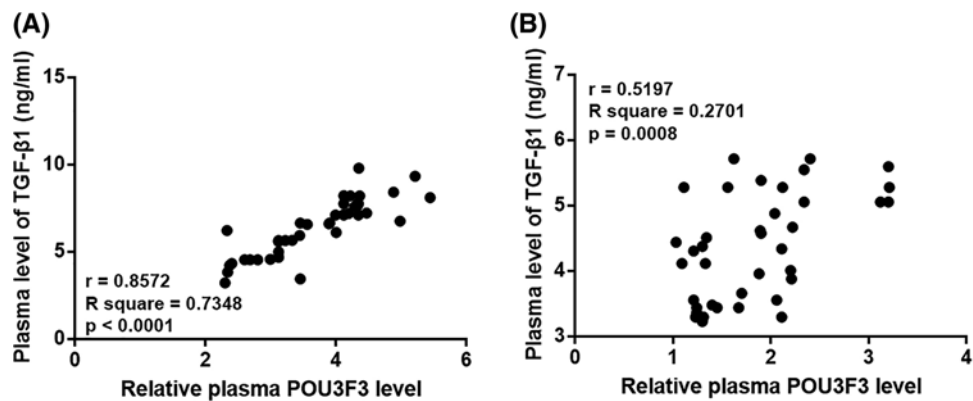 (A)
Plasma level of TGF-β1 (ng/ml)
15
10
5
0
r = 0.8572
R square = 0.7348
p < 0.0001
0
2
4
6
Relative plasma POU3F3 level
(B)
Plasma level of TGF-β1 (ng/ml)
7
6
5
4
3
r = 0.5197
R square = 0.2701
p = 0.0008
0
1
2
3
4
Relative plasma POU3F3 level